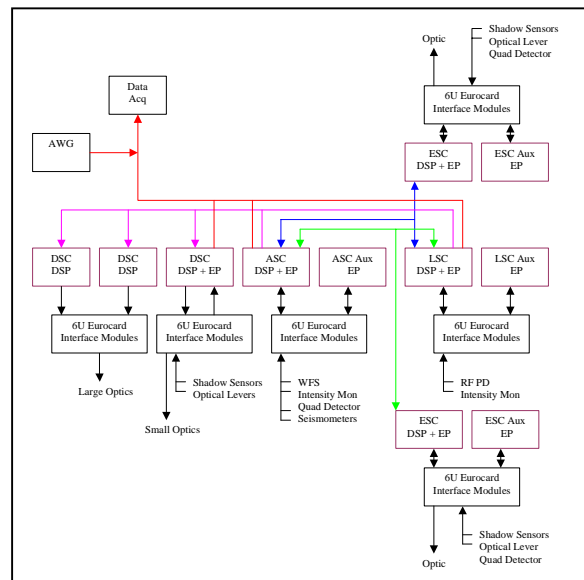 Shadow Sensors
Optical Lever
Quad Detector
Optic
Data
Acq
6U Eurocard
Interface Modules
AWG
ESC
DSP + EP
ESC Aux
EP
DSC
DSP
DSC
DSP
DSC
DSP + EP
ASC
DSP + EP
ASC Aux
EP
LSC
DSP + EP
LSC Aux
EP
6U Eurocard
Interface Modules
6U Eurocard
Interface Modules
6U Eurocard
Interface Modules
6U Eurocard
Interface Modules
Large Optics
Shadow Sensors
Optical Levers
Small Optics
WFS
Intensity Mon
Quad Detector
Seismometers
RF PD
Intensity Mon
ESC
DSP + EP
ESC Aux
EP
6U Eurocard
Interface Modules
Shadow Sensors
Optical Lever
Quad Detector
Optic